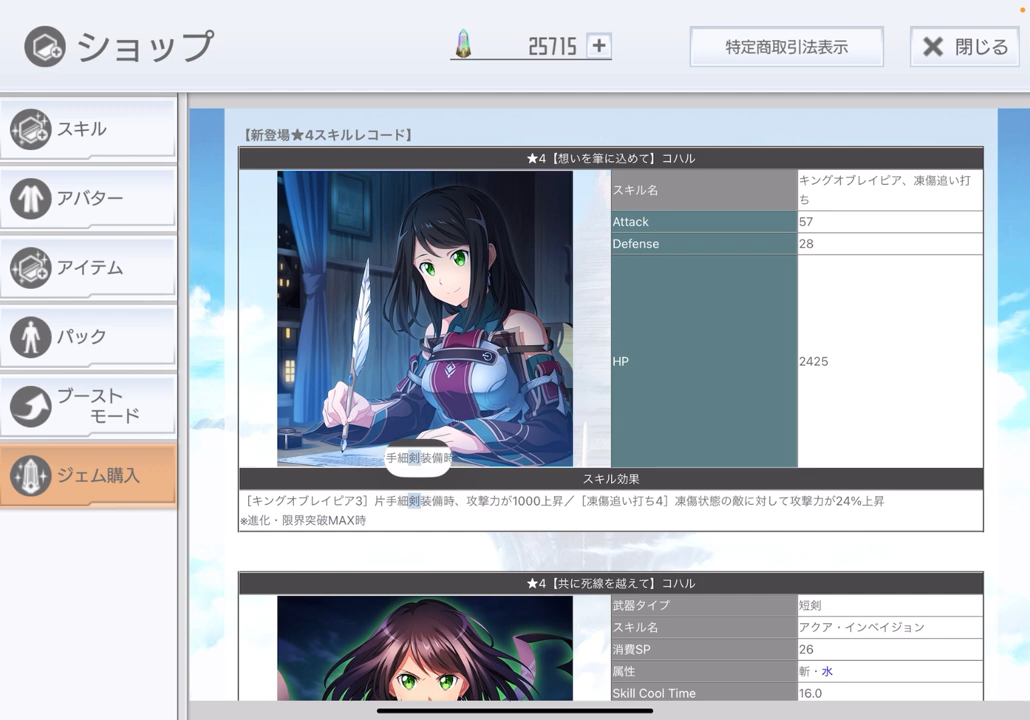 ショップ
25715
特定商取引法表示
閉じる
スキル
アバター
アイテム
パック
ブースト
モード
ジェム購入
【新登場★4スキルレコード】
★4【想いを筆に込めて】コハル
スキル名
キングオブレイピア、凍傷追い打
ち
Attack
57
Defense
28
HP
2425
手細剣装備時
スキル効果
［キングオブレイピア3］片手細剣装備時、攻撃力が1000上昇／［凍傷追い打ち4］凍傷状態の敵に対して攻撃力が24%上昇
※進化・限界突破MAX時
★4【共に死線を越えて】コハル
武器タイプ
短剣
スキル名
アクア・インベイジョン
消費SP
26
属性
斬・水
Skill Cool Time
16.0